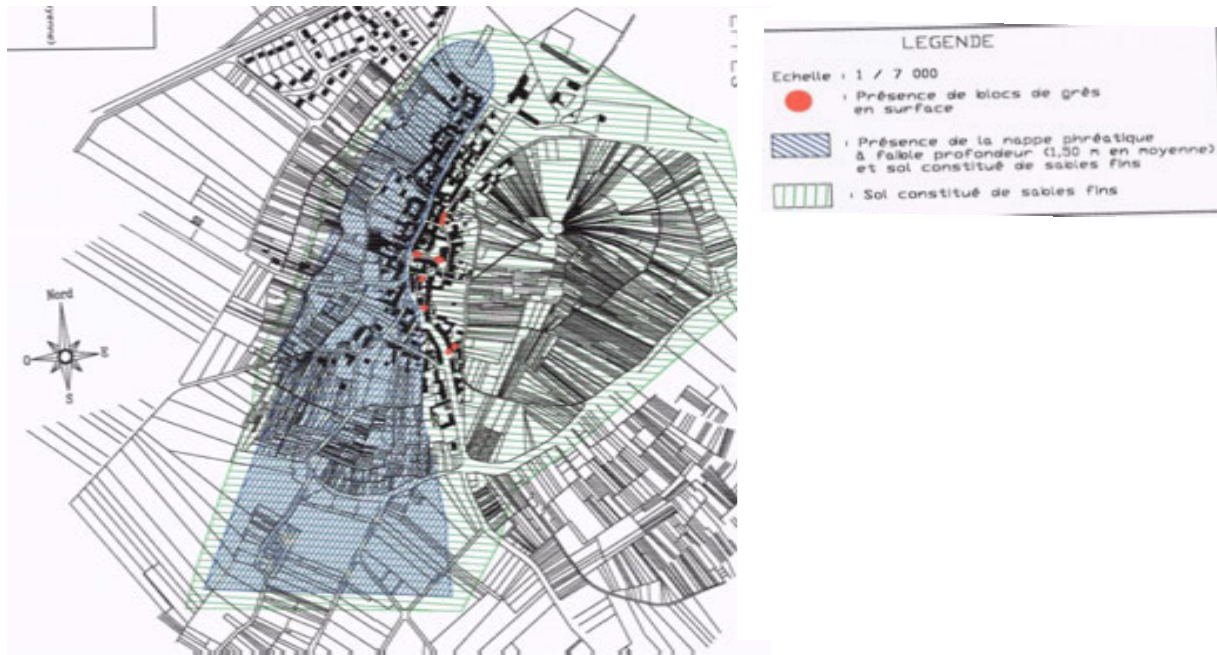 yenne)
LEGENDE
Echelle : 1 / 7 000
: Présence de blocs de grès
en surface
: Présence de la nappe phréatique
à faible profondeur (1,50 m en moyenne)
et sol constitué de sables fins
: Sol constitué de sables fins
Nord
O
E
S